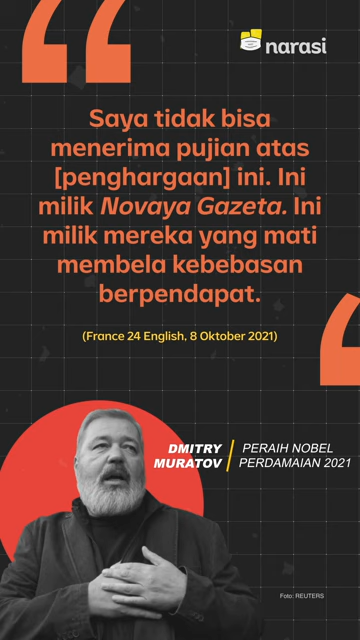 narasi
Saya tidak bisa
menerima pujian atas
[penghargaan] ini. Ini
milik Novaya Gazeta. Ini
milik mereka yang mati
membela kebebasan
berpendapat.
(France 24 English, 8 Oktober 2021)
DMITRY
MURATOV
PERAIH NOBEL
PERDAMAIAN 2021
Foto: REUTERS